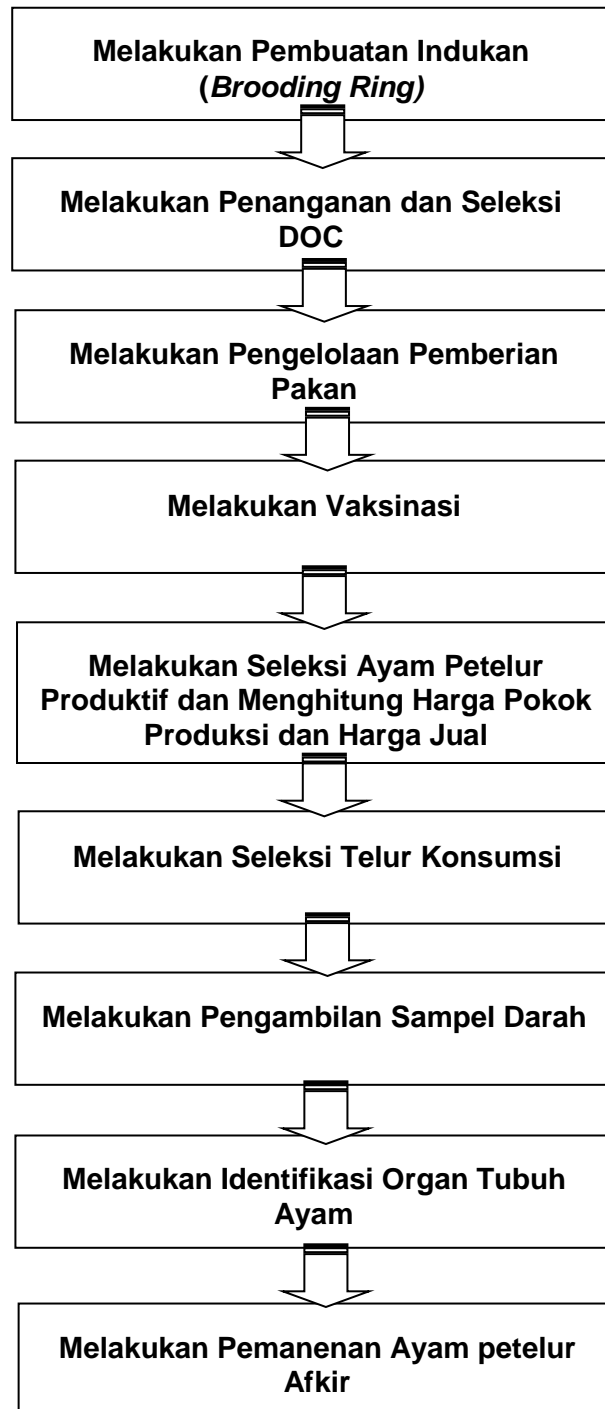 Melakukan Pembuatan Indukan
(Brooding Ring)
Melakukan Penanganan dan Seleksi
DOC
Melakukan Pengelolaan Pemberian
Pakan
Melakukan Vaksinasi
Melakukan Seleksi Ayam Petelur
Produktif dan Menghitung Harga Pokok
Produksi dan Harga Jual
Melakukan Seleksi Telur Konsumsi
Melakukan Pengambilan Sampel Darah
Melakukan Identifikasi Organ Tubuh
Ayam
Melakukan Pemanenan Ayam petelur
Afkir